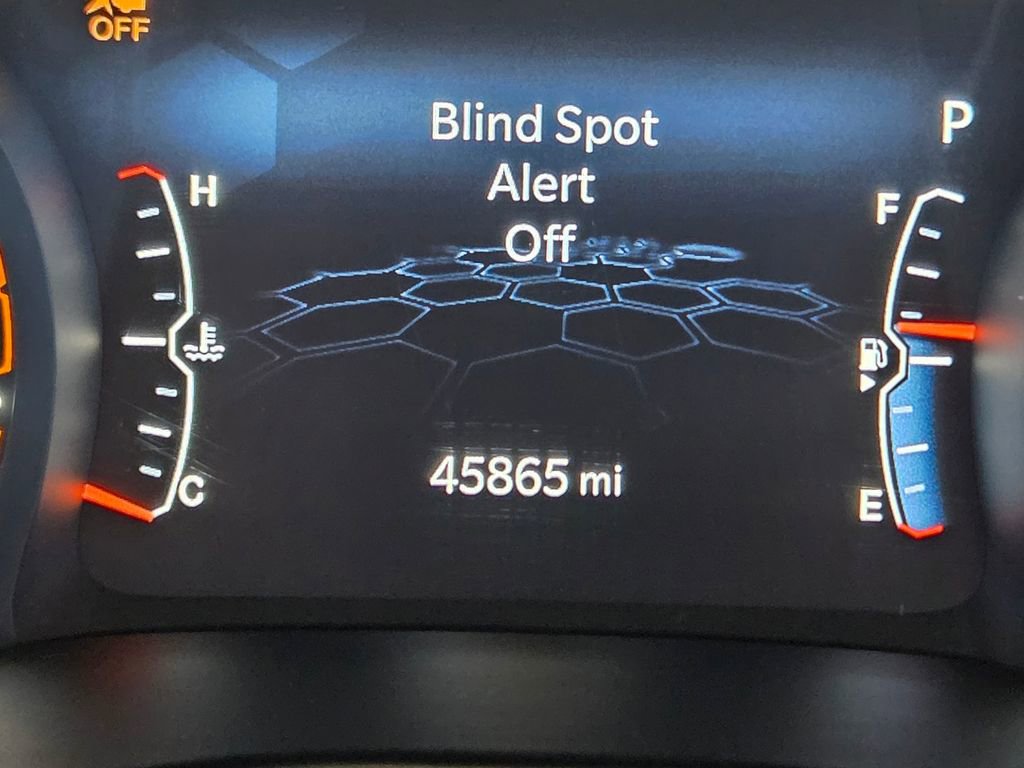 OFF
Blind Spot
P
Alert
H
F
Off
45865 mi
C
E